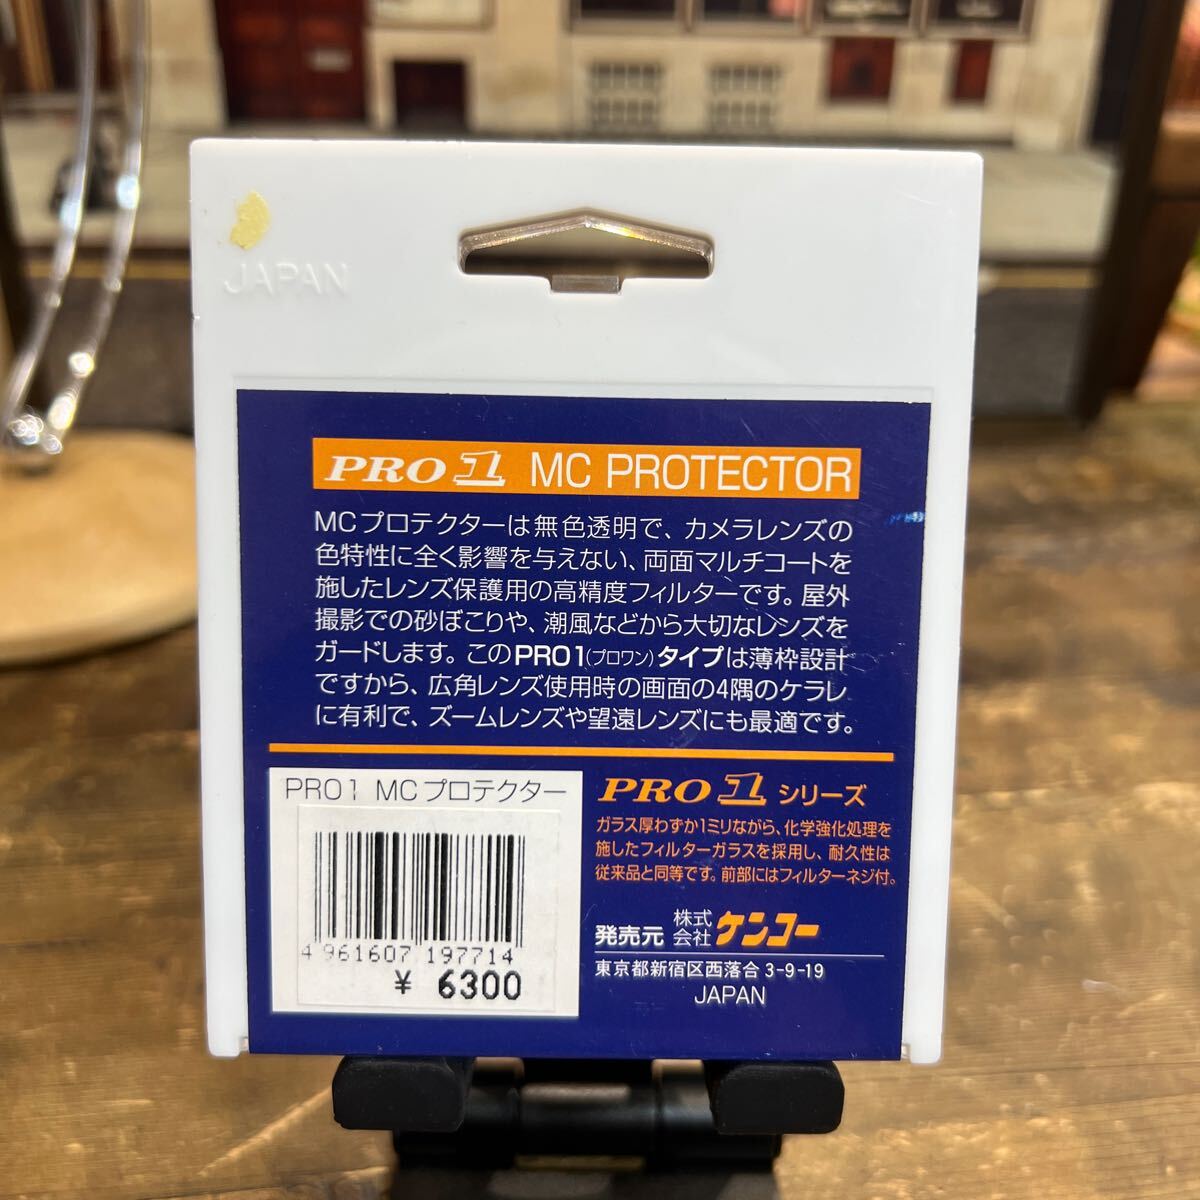 JAPAN
PRO1 MC PROTECTOR
MCプロテクターは無色透明で、カメラレンズの
色特性に全く影響を与えない、両面マルチコートを
施したレンズ保護用の高精度フィルターです。屋外
撮影での砂ぼこりや、潮風などから大切なレンズを
ガードします。このPRO1(プロワン)タイプは薄枠設計
ですから、広角レンズ使用時の画面の4隅のケラレ
に有利で、ズームレンズや望遠レンズにも最適です。
PRO1 MCプロテクター
4961607 197714
¥ 6300
PRO1 シリーズ
ガラス厚わずか1ミリながら、化学強化処理を
施したフィルターガラスを採用し、耐久性は
従来品と同等です。前部にはフィルターネジ付。
発売元 株式会社 ケンコー
東京都新宿区西落合 3-9-19
JAPAN